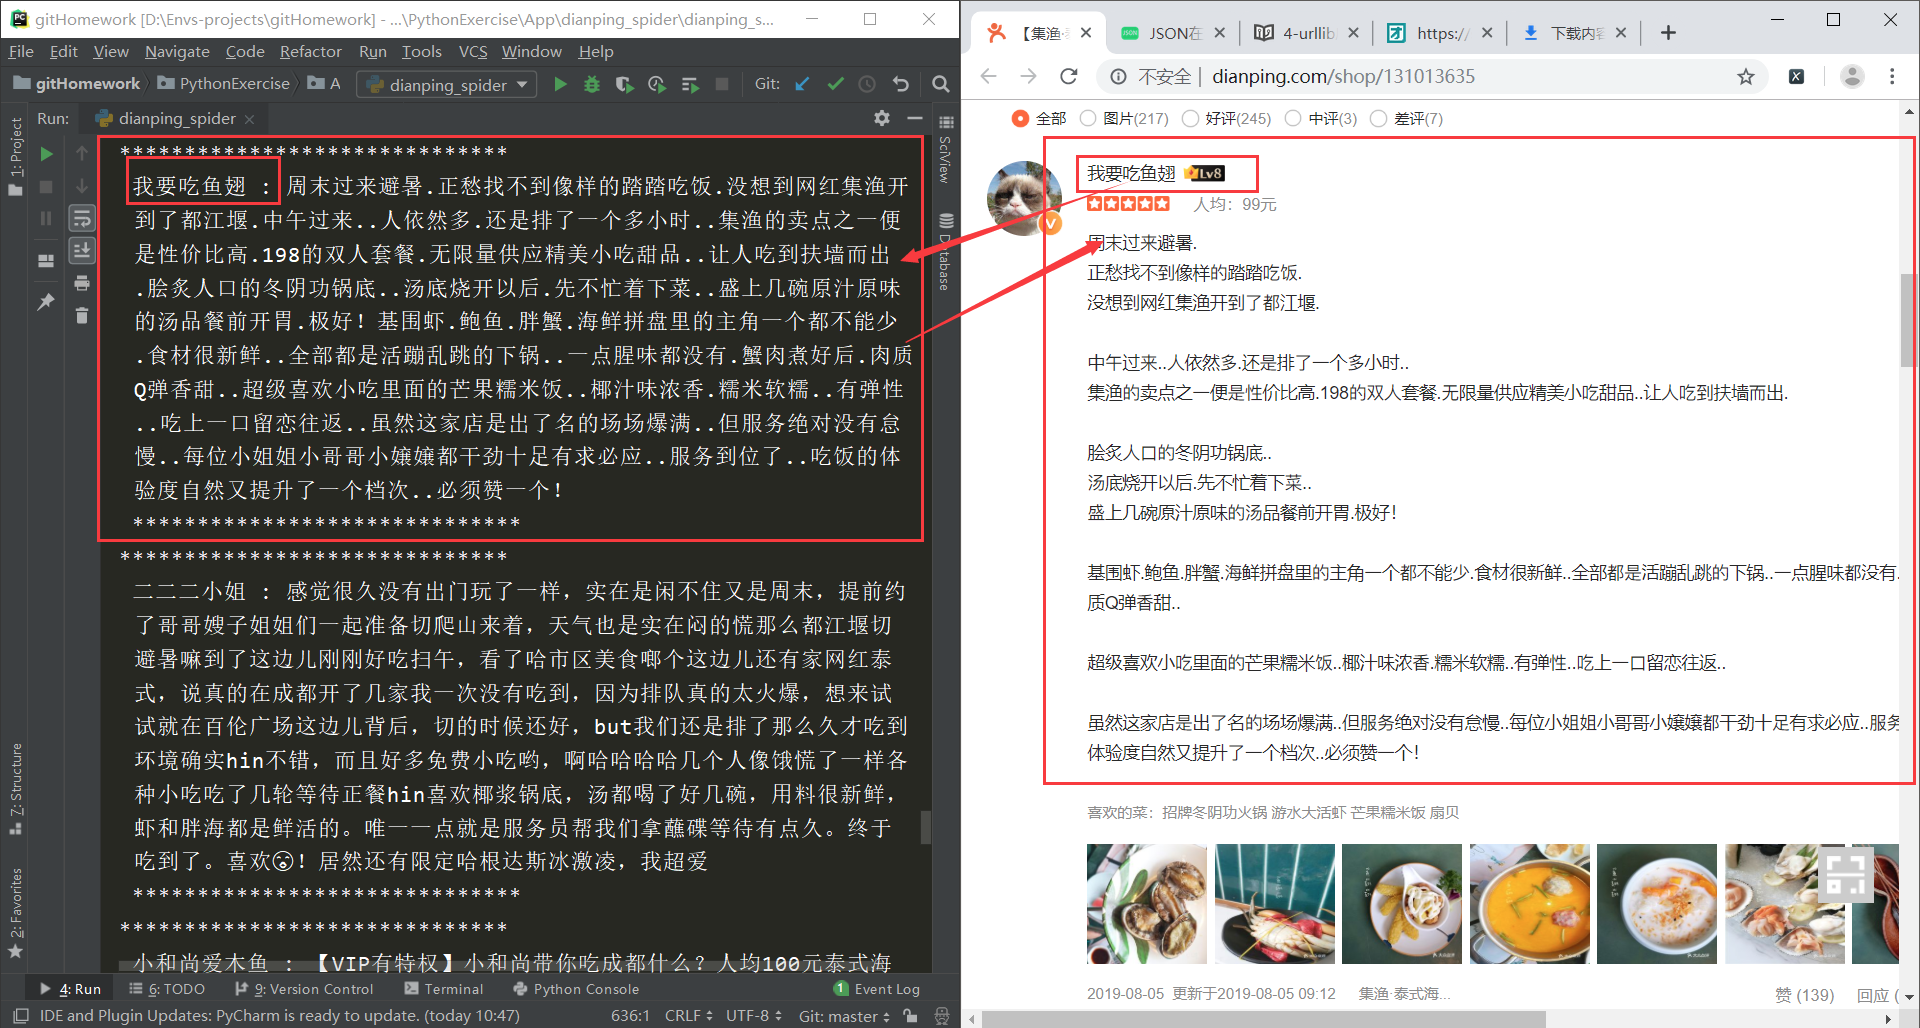 gitHomework [D:\Envs-projects\gitHomework] - ...\PythonExercise\App\dianping_spider\dianping_s...
File Edit View Navigate Code Refactor Run Tools VCS Window Help
gitHomework PythonExercise A dianping_spider Git:
Run: dianping_spider
1: Project
7: Structure
2: Favorites
SciView
Database
******************************
我要吃鱼翅 : 周末过来避暑.正愁找不到像样的踏踏吃饭.没想到网红集渔开
到了都江堰.中午过来..人依然多.还是排了一个多小时..集渔的卖点之一便
是性价比高.198的双人套餐.无限量供应精美小吃甜品..让人吃到扶墙而出
.脍炙人口的冬阴功锅底..汤底烧开以后.先不忙着下菜..盛上几碗原汁原味
的汤品餐前开胃.极好！基围虾.鲍鱼.胖蟹.海鲜拼盘里的主角一个都不能少
.食材很新鲜..全部都是活蹦乱跳的下锅..一点腥味都没有.蟹肉煮好后.肉质
Q弹香甜..超级喜欢小吃里面的芒果糯米饭..椰汁味浓香.糯米软糯..有弹性
..吃上一口留恋往返..虽然这家店是出了名的场场爆满..但服务绝对没有怠
慢..每位小姐姐小哥哥小嬢嬢都干劲十足有求必应..服务到位了..吃饭的体
验度自然又提升了一个档次..必须赞一个！
******************************
******************************
二二二小姐 : 感觉很久没有出门玩了一样，实在是闲不住又是周末，提前约
了哥哥嫂子姐姐们一起准备切爬山来着，天气也是实在闷的慌那么都江堰切
避暑嘛到了这边儿刚刚好吃扫午，看了哈市区美食啷个这边儿还有家网红泰
式，说真的在成都开了几家我一次没有吃到，因为排队真的太火爆，想来试
试就在百伦广场这边儿背后，切的时候还好，but我们还是排了那么久才吃到
环境确实hin不错，而且好多免费小吃哟，啊哈哈哈哈几个人像饿慌了一样各
种小吃吃了几轮等待正餐hin喜欢椰浆锅底，汤都喝了好几碗，用料很新鲜，
虾和胖海都是鲜活的。唯一一点就是服务员帮我们拿蘸碟等待有点久。终于
吃到了。喜欢😮！居然还有限定哈根达斯冰激凌，我超爱
******************************
******************************
小和尚爱木鱼 : 【VIP有特权】小和尚带你吃成都什么？人均100元泰式海
4: Run 6: TODO 9: Version Control Terminal Python Console 1 Event Log
IDE and Plugin Updates: PyCharm is ready to update. (today 10:47) 636:1 CRLF UTF-8 Git: master
【集渔· JSON在 4-urllib https:// 下载内容
不安全 | dianping.com/shop/131013635
全部 图片(217) 好评(245) 中评(3) 差评(7)
我要吃鱼翅 Lv8
人均：99元
周末过来避暑.
正愁找不到像样的踏踏吃饭.
没想到网红集渔开到了都江堰.
中午过来..人依然多.还是排了一个多小时..
集渔的卖点之一便是性价比高.198的双人套餐.无限量供应精美小吃甜品..让人吃到扶墙而出.
脍炙人口的冬阴功锅底..
汤底烧开以后.先不忙着下菜..
盛上几碗原汁原味的汤品餐前开胃.极好！
基围虾.鲍鱼.胖蟹.海鲜拼盘里的主角一个都不能少.食材很新鲜..全部都是活蹦乱跳的下锅..一点腥味都没有.
质Q弹香甜..
超级喜欢小吃里面的芒果糯米饭..椰汁味浓香.糯米软糯..有弹性..吃上一口留恋往返..
虽然这家店是出了名的场场爆满..但服务绝对没有怠慢..每位小姐姐小哥哥小嬢嬢都干劲十足有求必应..服务
体验度自然又提升了一个档次..必须赞一个！
喜欢的菜：招牌冬阴功火锅 游水大活虾 芒果糯米饭 扇贝
2019-08-05 更新于2019-08-05 09:12 集渔·泰式海... 赞 (139) 回应 (